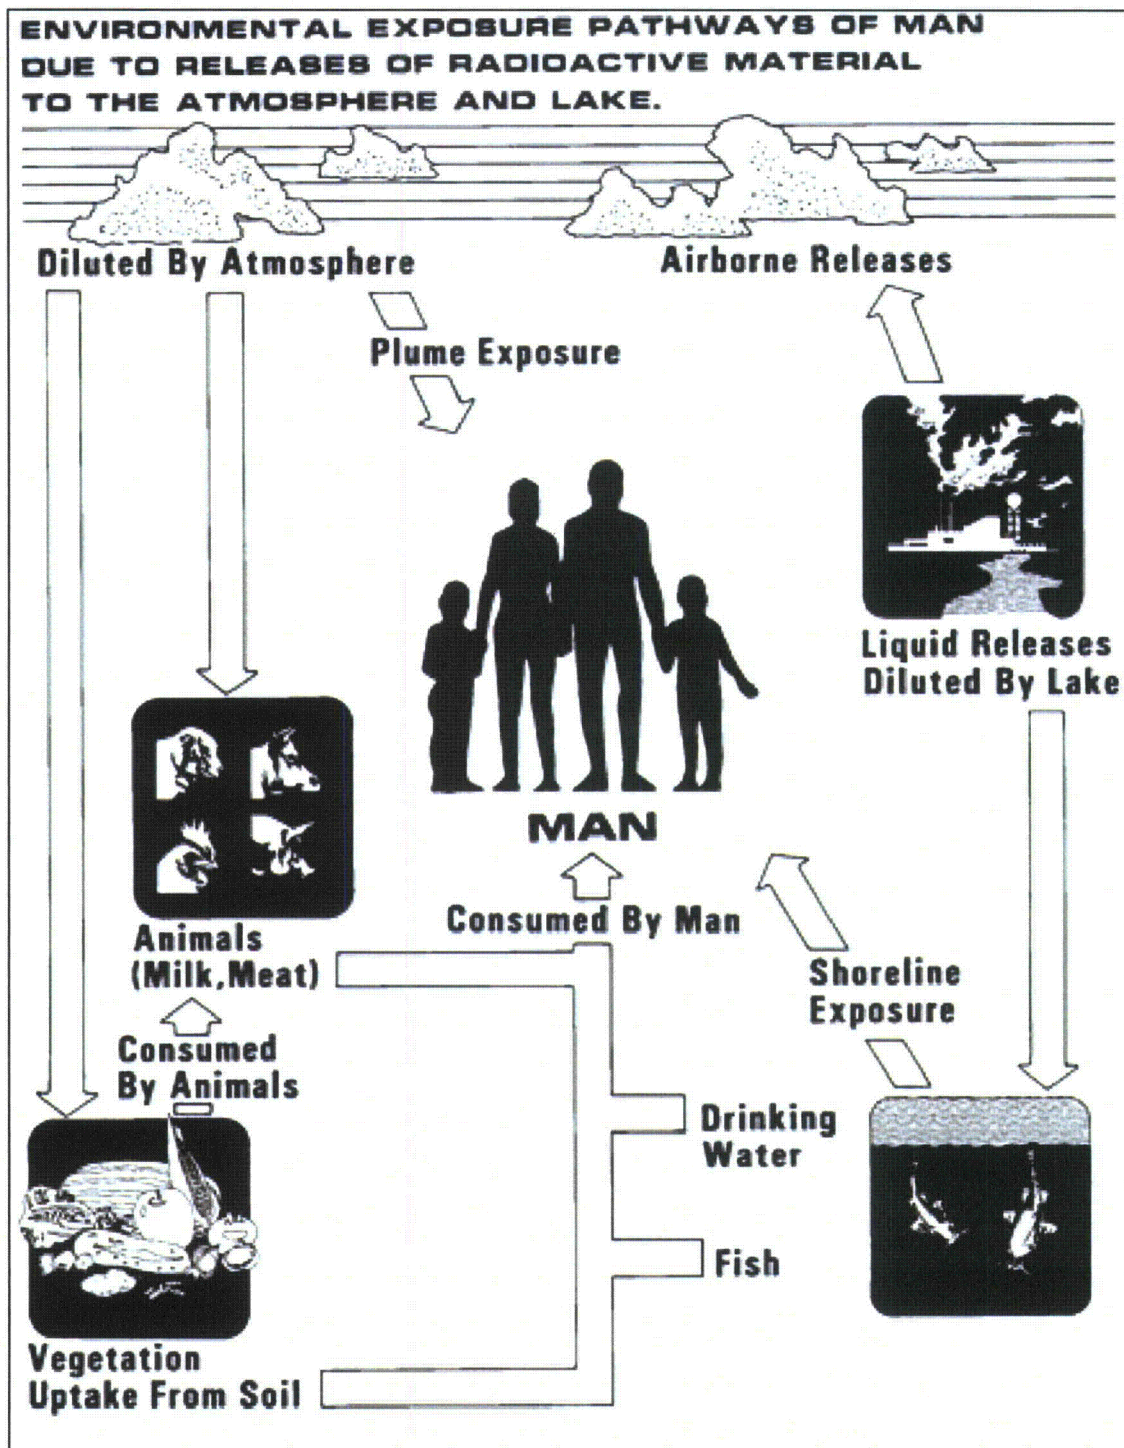 ENVIRONMENTAL EXPOSURE PATHWAYS OF MAN
DUE TO RELEASES OF RADIOACTIVE MATERIAL
TO THE ATMOSPHERE AND LAKE.
Diluted By Atmosphere
Airborne Releases
Plume Exposure
Liquid Releases
Diluted By Lake
MAN
Consumed By Man
Animals
(Milk,Meat)
Shoreline
Exposure
Consumed
By Animals
Drinking
Water
Fish
Vegetation
Uptake From Soil